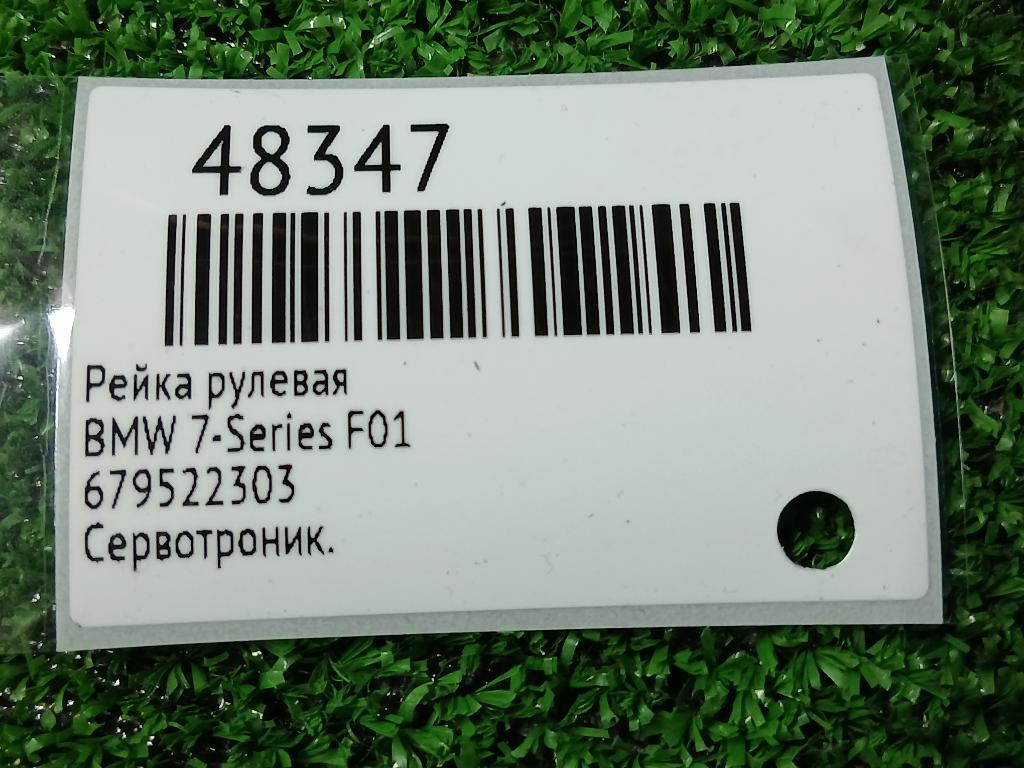 48347
Рейка рулевая
BMW 7-Series F01
679522303
Сервотроник.